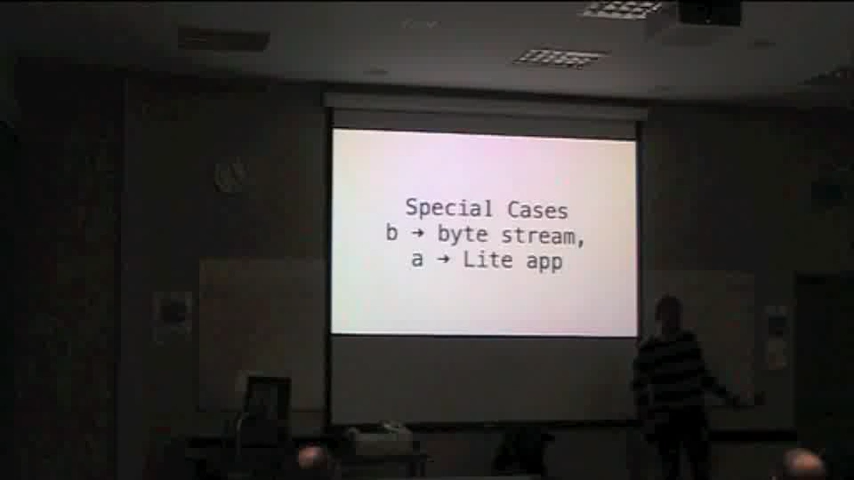 Special Cases
b → byte stream,
a → Lite app